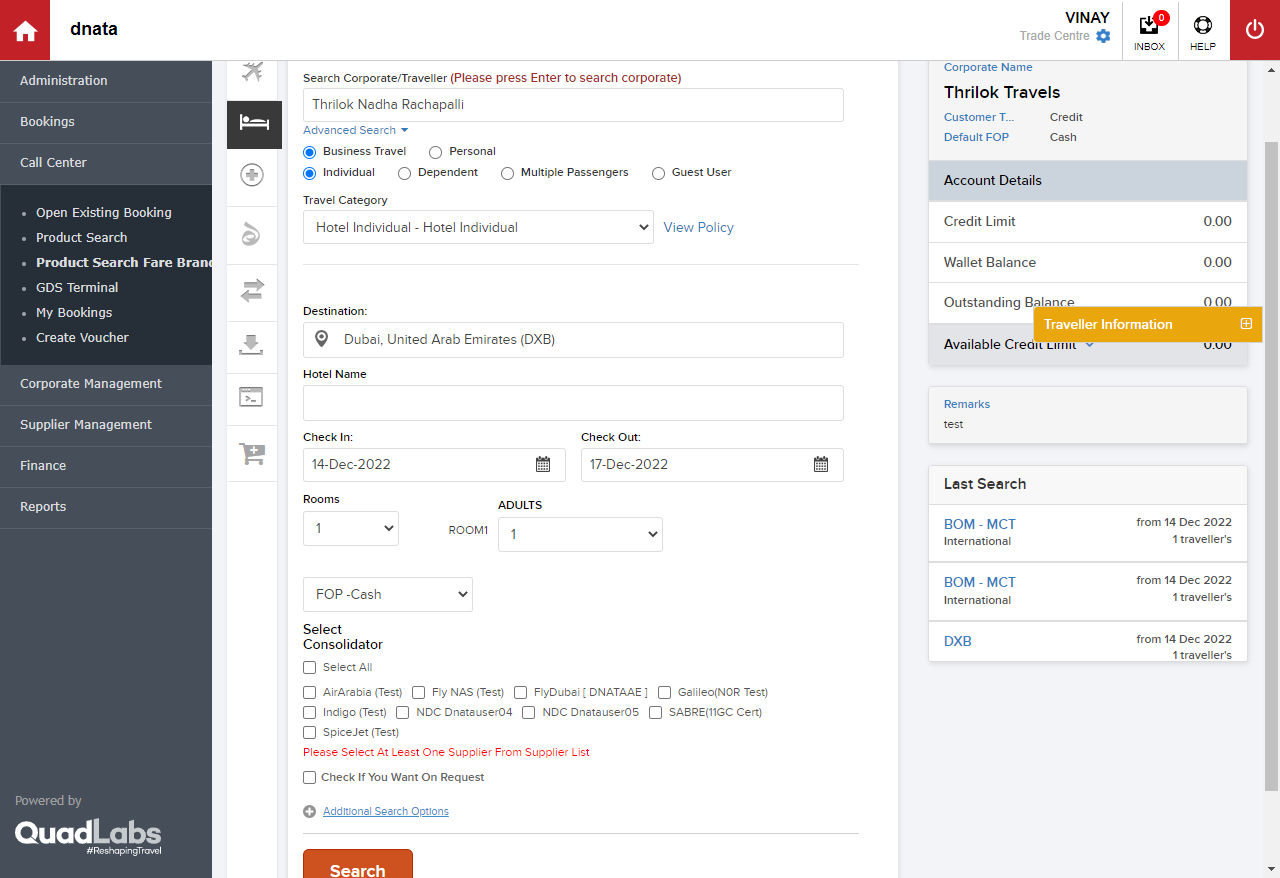 dnata
VINAY
Trade Centre
0
INBOX
HELP
Administration
Bookings
Call Center
Open Existing Booking
Product Search
Product Search Fare Bran
GDS Terminal
My Bookings
Create Voucher
Corporate Management
Supplier Management
Finance
Reports
Powered by
QuadLabs
#ReshapingTravel
Search Corporate/Traveller (Please press Enter to search corporate)
Thrilok Nadha Rachapalli
Advanced Search
Business Travel Personal
Individual Dependent Multiple Passengers Guest User
Travel Category
Hotel Individual - Hotel Individual View Policy
Destination:
Dubai, United Arab Emirates (DXB)
Hotel Name
Check In: Check Out:
14-Dec-2022 17-Dec-2022
Rooms ADULTS
1 ROOM1 1
FOP -Cash
Select
Consolidator
Select All
AirArabia (Test) Fly NAS (Test) FlyDubai [ DNATAAE ] Galileo(N0R Test)
Indigo (Test) NDC Dnatauser04 NDC Dnatauser05 SABRE(11GC Cert)
SpiceJet (Test)
Please Select At Least One Supplier From Supplier List
Check If You Want On Request
Additional Search Options
Search
Corporate Name
Thrilok Travels
Customer T... Credit
Default FOP Cash
Account Details
Credit Limit 0.00
Wallet Balance 0.00
Outstanding Balance 0.00
Traveller Information
Available Credit Limit 0.00
Remarks
test
Last Search
BOM - MCT from 14 Dec 2022
International 1 traveller's
BOM - MCT from 14 Dec 2022
International 1 traveller's
DXB from 14 Dec 2022
1 traveller's